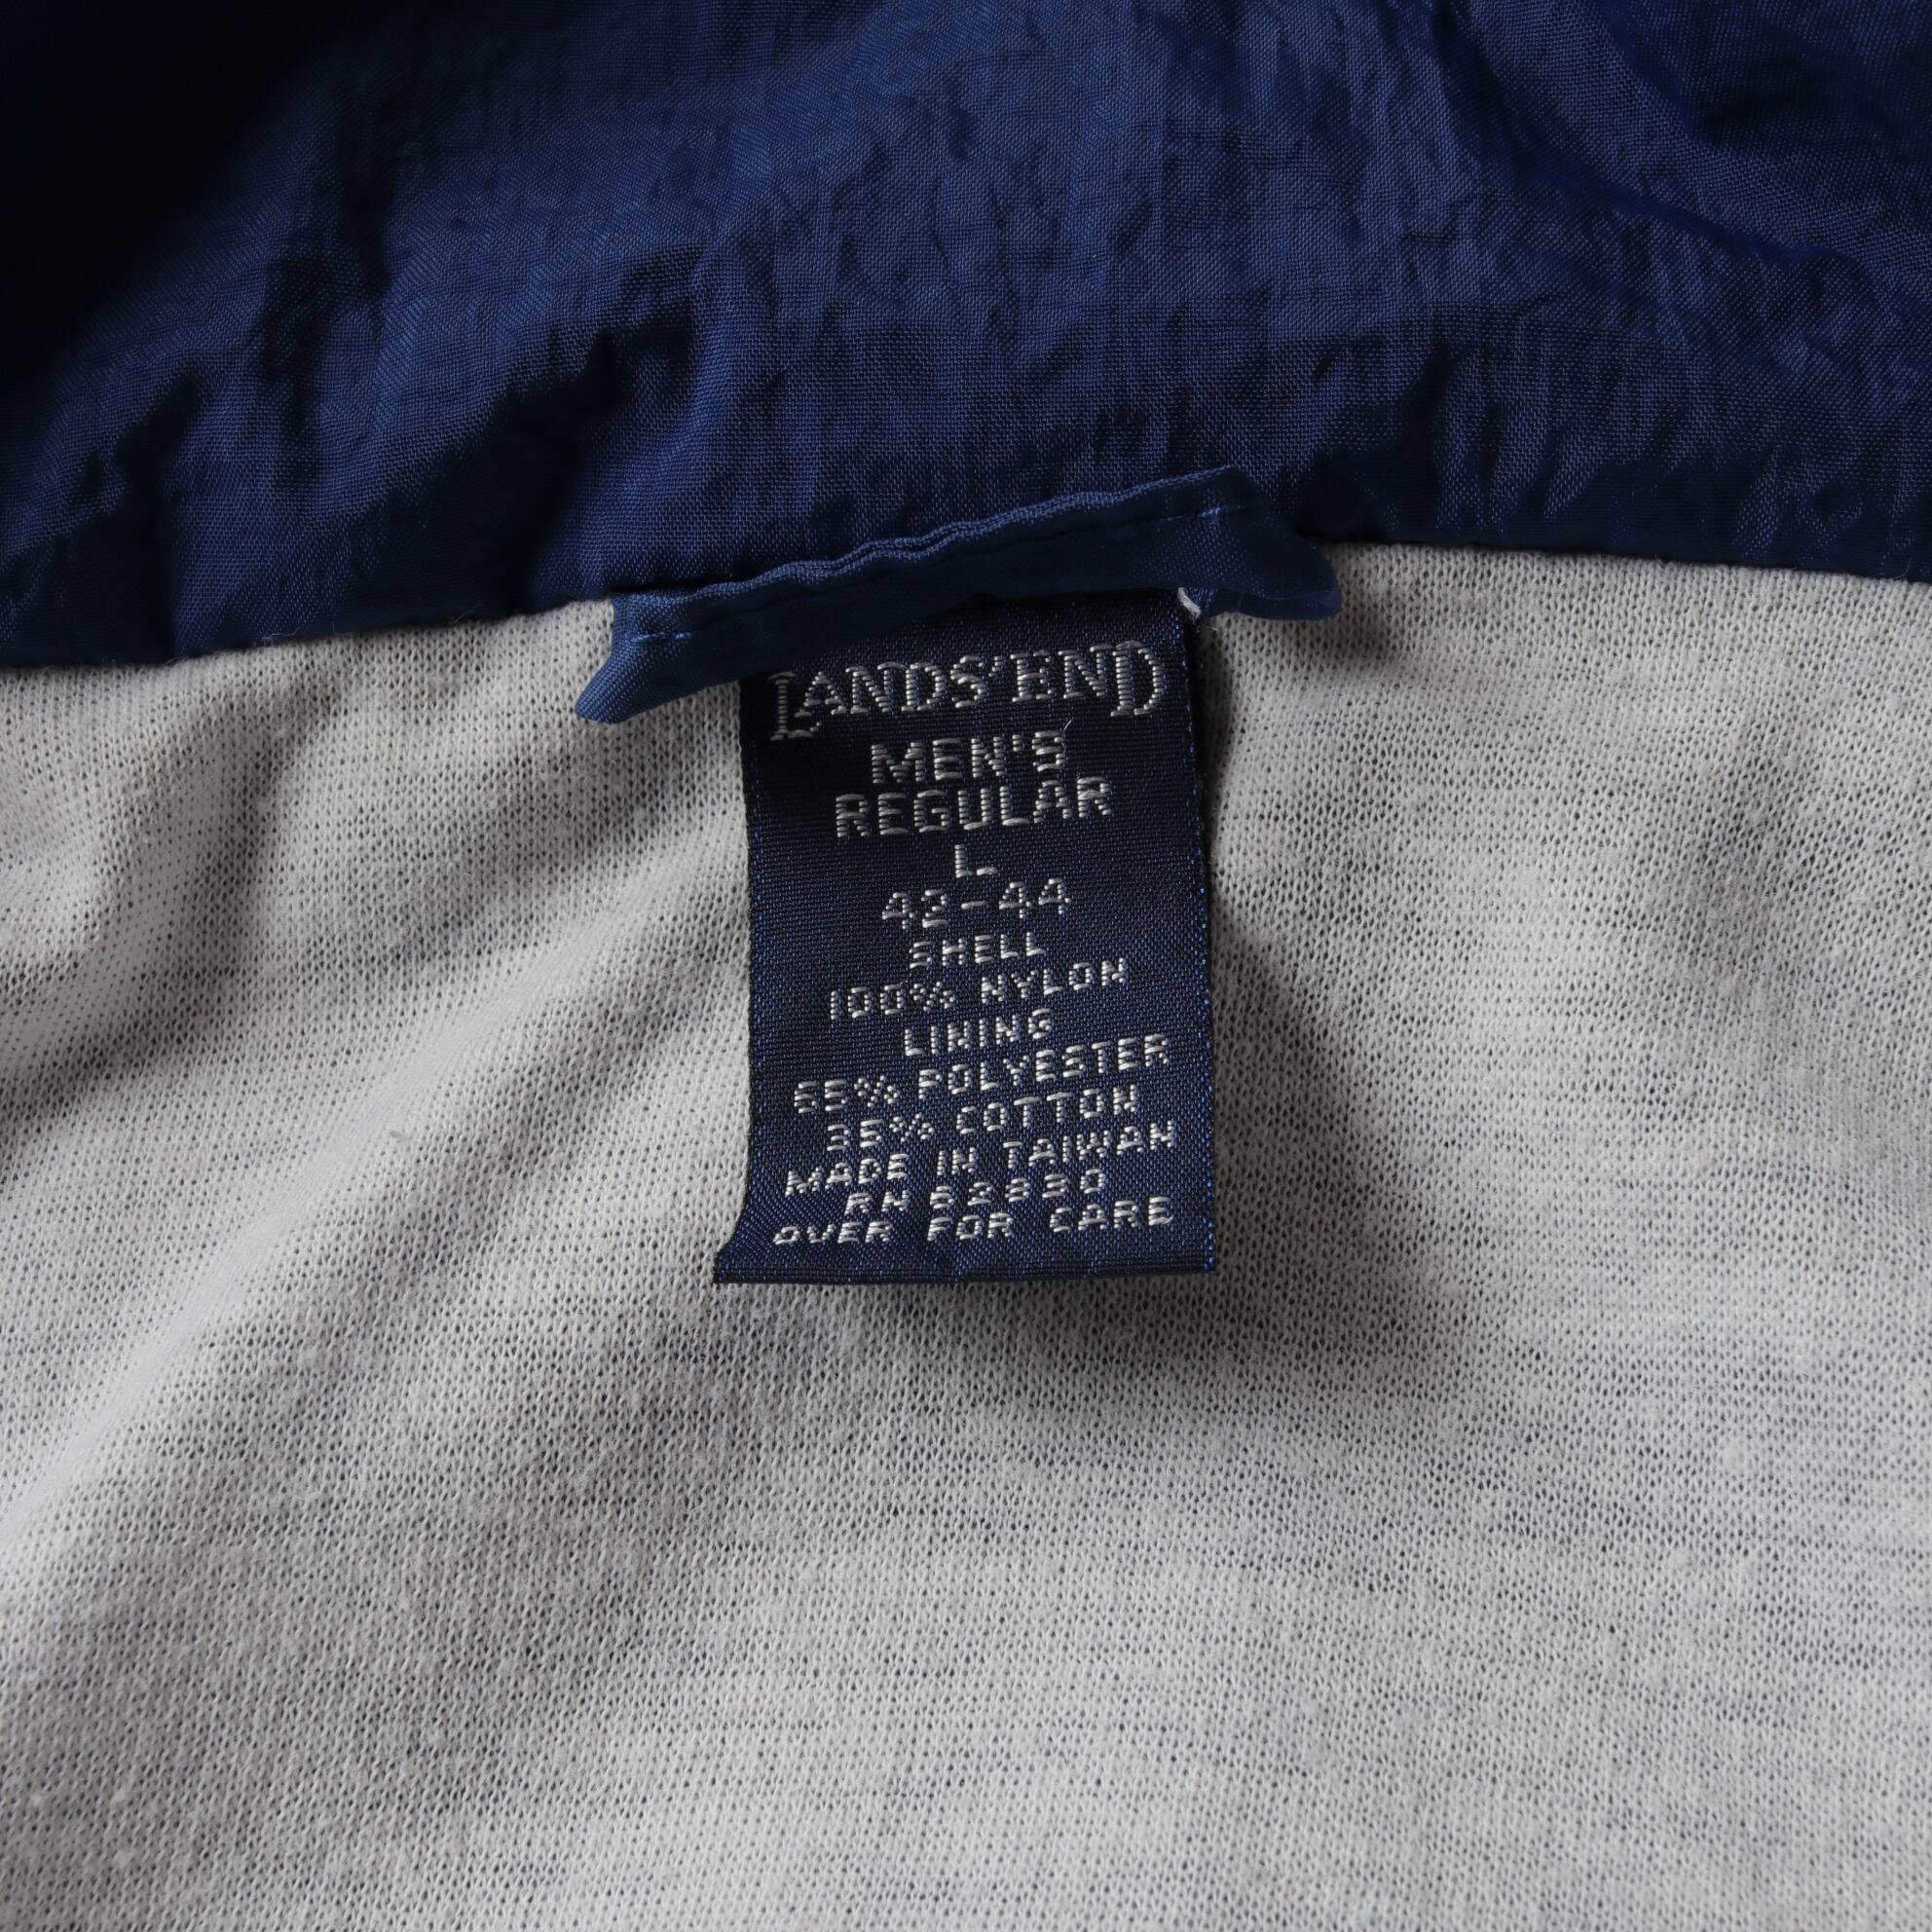 LANDS' END
MEN'S
REGULAR
L
42-44
SHELL
100% NYLON
LINING
65% POLYESTER
35% COTTON
MADE IN TAIWAN
RN 62830
OVER FOR CARE